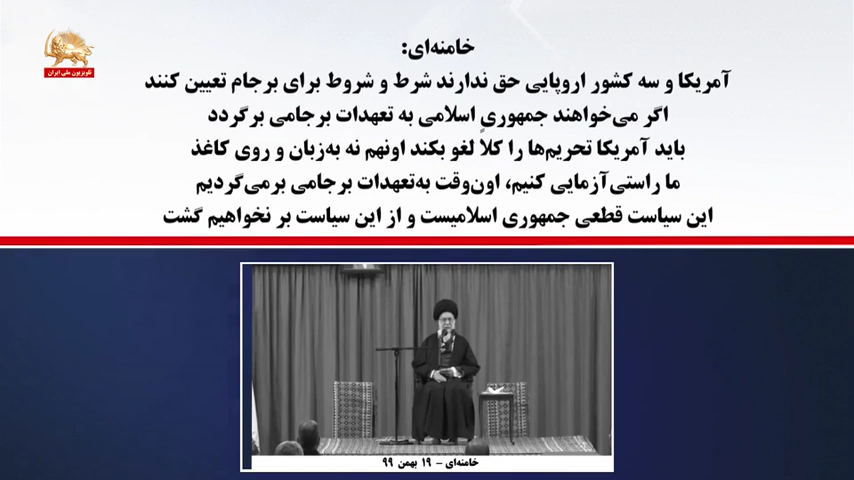 تلویزیون ملی ایران
خامنه‌ای:
آمریکا و سه کشور اروپایی حق ندارند شرط و شروط برای برجام تعیین کنند
اگر می‌خواهند جمهوری اسلامی به تعهدات برجامی برگردد
باید آمریکا تحریم‌ها را کلاً لغو بکند اونهم نه به‌زبان و روی کاغذ
ما راستی‌آزمایی کنیم، اون‌وقت به‌تعهدات برجامی برمی‌گردیم
این سیاست قطعی جمهوری اسلامیست و از این سیاست بر نخواهیم گشت
خامنه‌ای – ۱۹ بهمن ۹۹